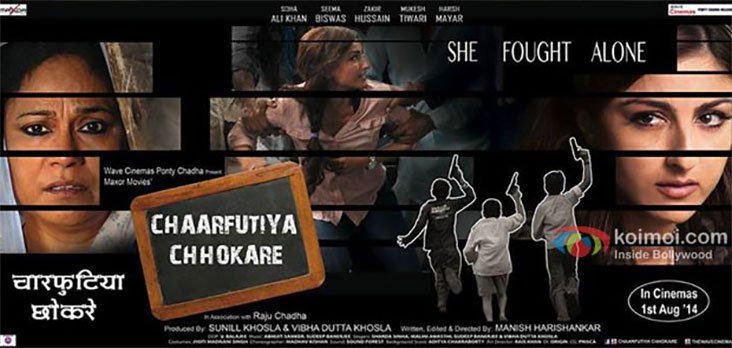 SOHA SEEMA ZAKIR MUKESH HARSH
ALI KHAN BISWAS HUSSAIN TIWARI MAYAR
SHE FOUGHT ALONE
Wave Cinemas Ponty Chadha Present
Maxor Movies'
CHAARFUTIYA
CHHOKARE
koimoi.com
Inside Bollywood
चारफुटिया
छोकरे
In Cinemas
1st Aug '14
In Association with Raju Chadha
Produced By: SUNILL KHOSLA & VIBHA DUTTA KHOSLA Written, Edited & Directed By: MANISH HARISHANKAR